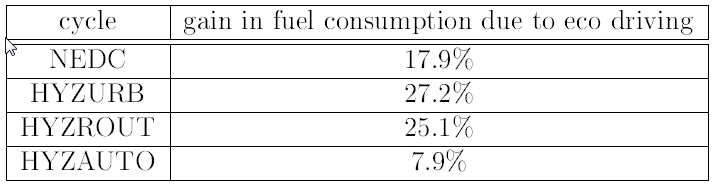 cycle gain in fuel consumption due to eco driving
NEDC 17.9%
HYZURB 27.2%
HYZROUT 25.1%
HYZAUTO 7.9%